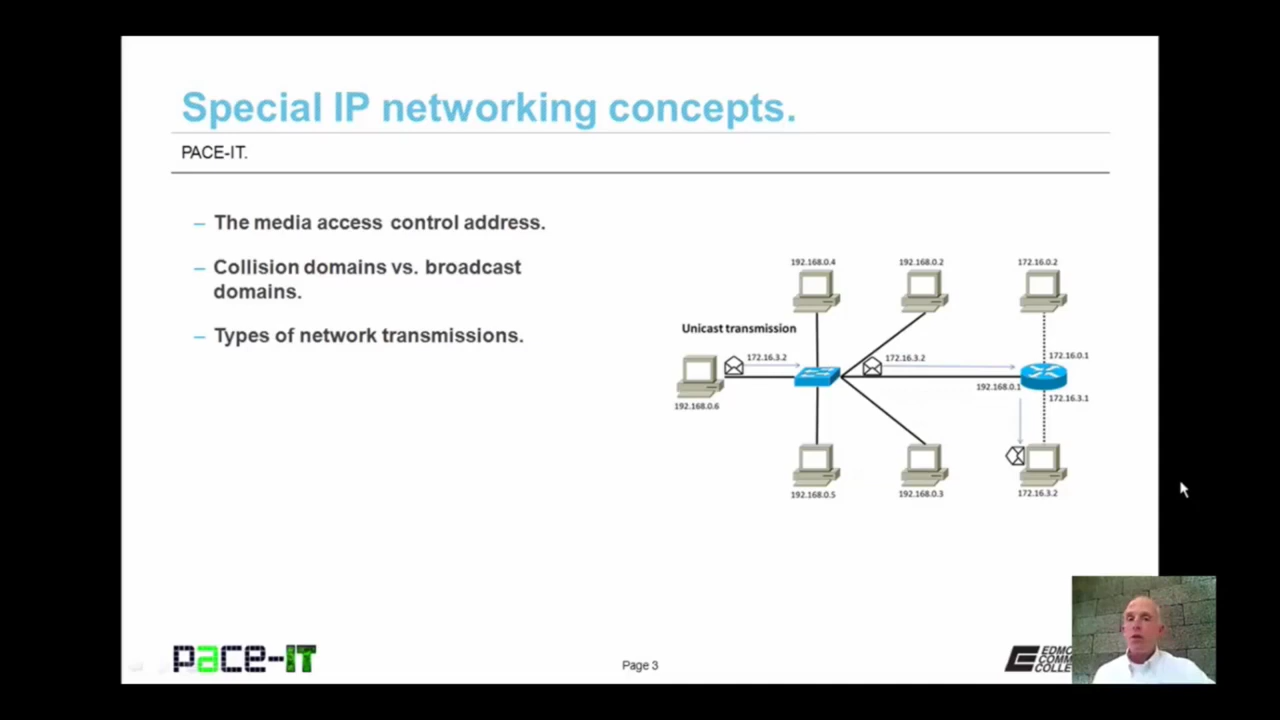 Special IP networking concepts.
PACE-IT.
– The media access control address.
– Collision domains vs. broadcast
domains.
– Types of network transmissions.
192.168.0.4
192.168.0.2
172.16.0.2
Unicast transmission
172.16.3.2
172.16.3.2
172.16.0.1
192.168.0.1
172.16.3.1
192.168.0.6
192.168.0.5
192.168.0.3
172.16.3.2
pace-IT
Page 3
EDMO
COMM
COLLE